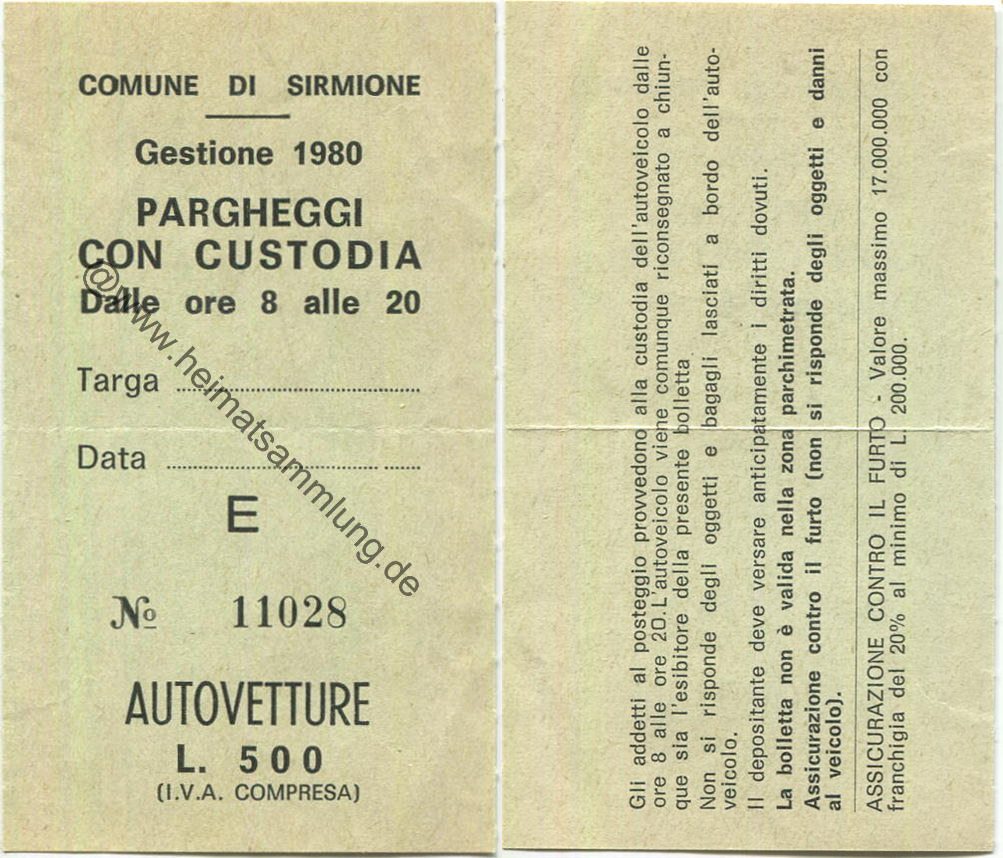 COMUNE DI SIRMIONE
Gestione 1980
PARGHEGGI
CON CUSTODIA
Dalle ore 8 alle 20
Targa ........................................
Data ................................... ......
E
№ 11028
AUTOVETTURE
L. 500
(I.V.A. COMPRESA)
@www.heimatsammlung.de
Gli addetti al posteggio provvedono alla custodia dell'autoveicolo dalle
ore 8 alle ore 20. L'autoveicolo viene comunque riconsegnato a chiun-
que sia l'esibitore della presente bolletta
Non si risponde degli oggetti e bagagli lasciati a bordo dell'auto-
veicolo.
Il depositante deve versare anticipatamente i diritti dovuti.
La bolletta non è valida nella zona parchimetrata.
Assicurazione contro il furto (non si risponde degli oggetti e danni
al veicolo).
ASSICURAZIONE CONTRO IL FURTO - Valore massimo 17.000.000 con
franchigia del 20% al minimo di L. 200.000.